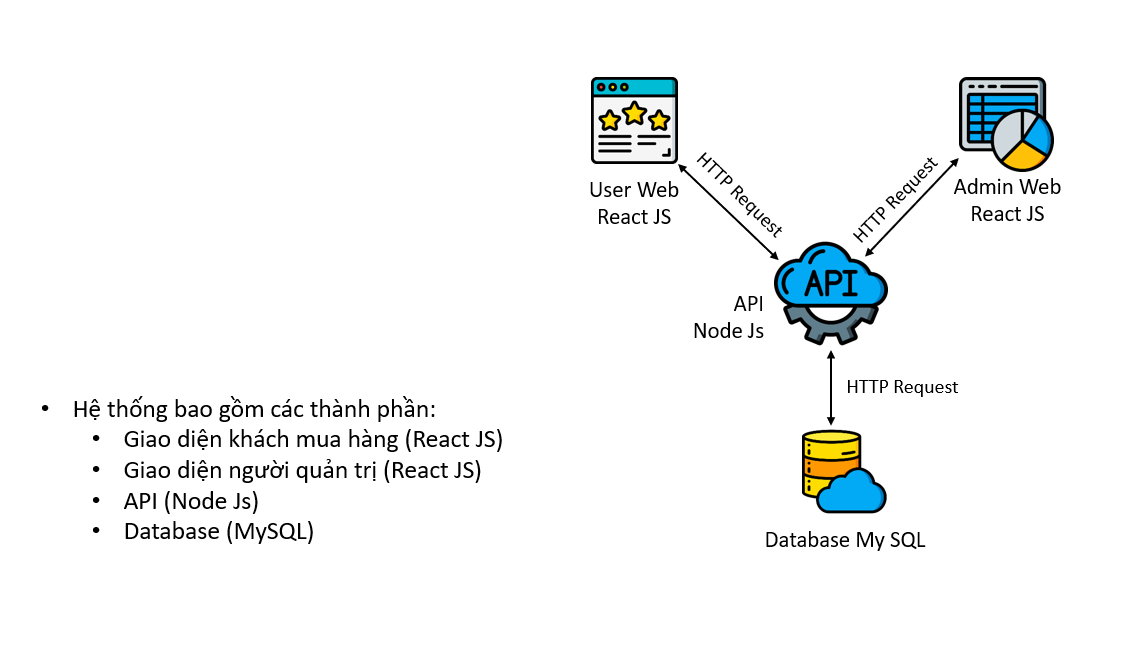 User Web
React JS
Admin Web
React JS
HTTP Request
HTTP Request
API
API
Node Js
HTTP Request
Database My SQL
• Hệ thống bao gồm các thành phần:
• Giao diện khách mua hàng (React JS)
• Giao diện người quản trị (React JS)
• API (Node Js)
• Database (MySQL)